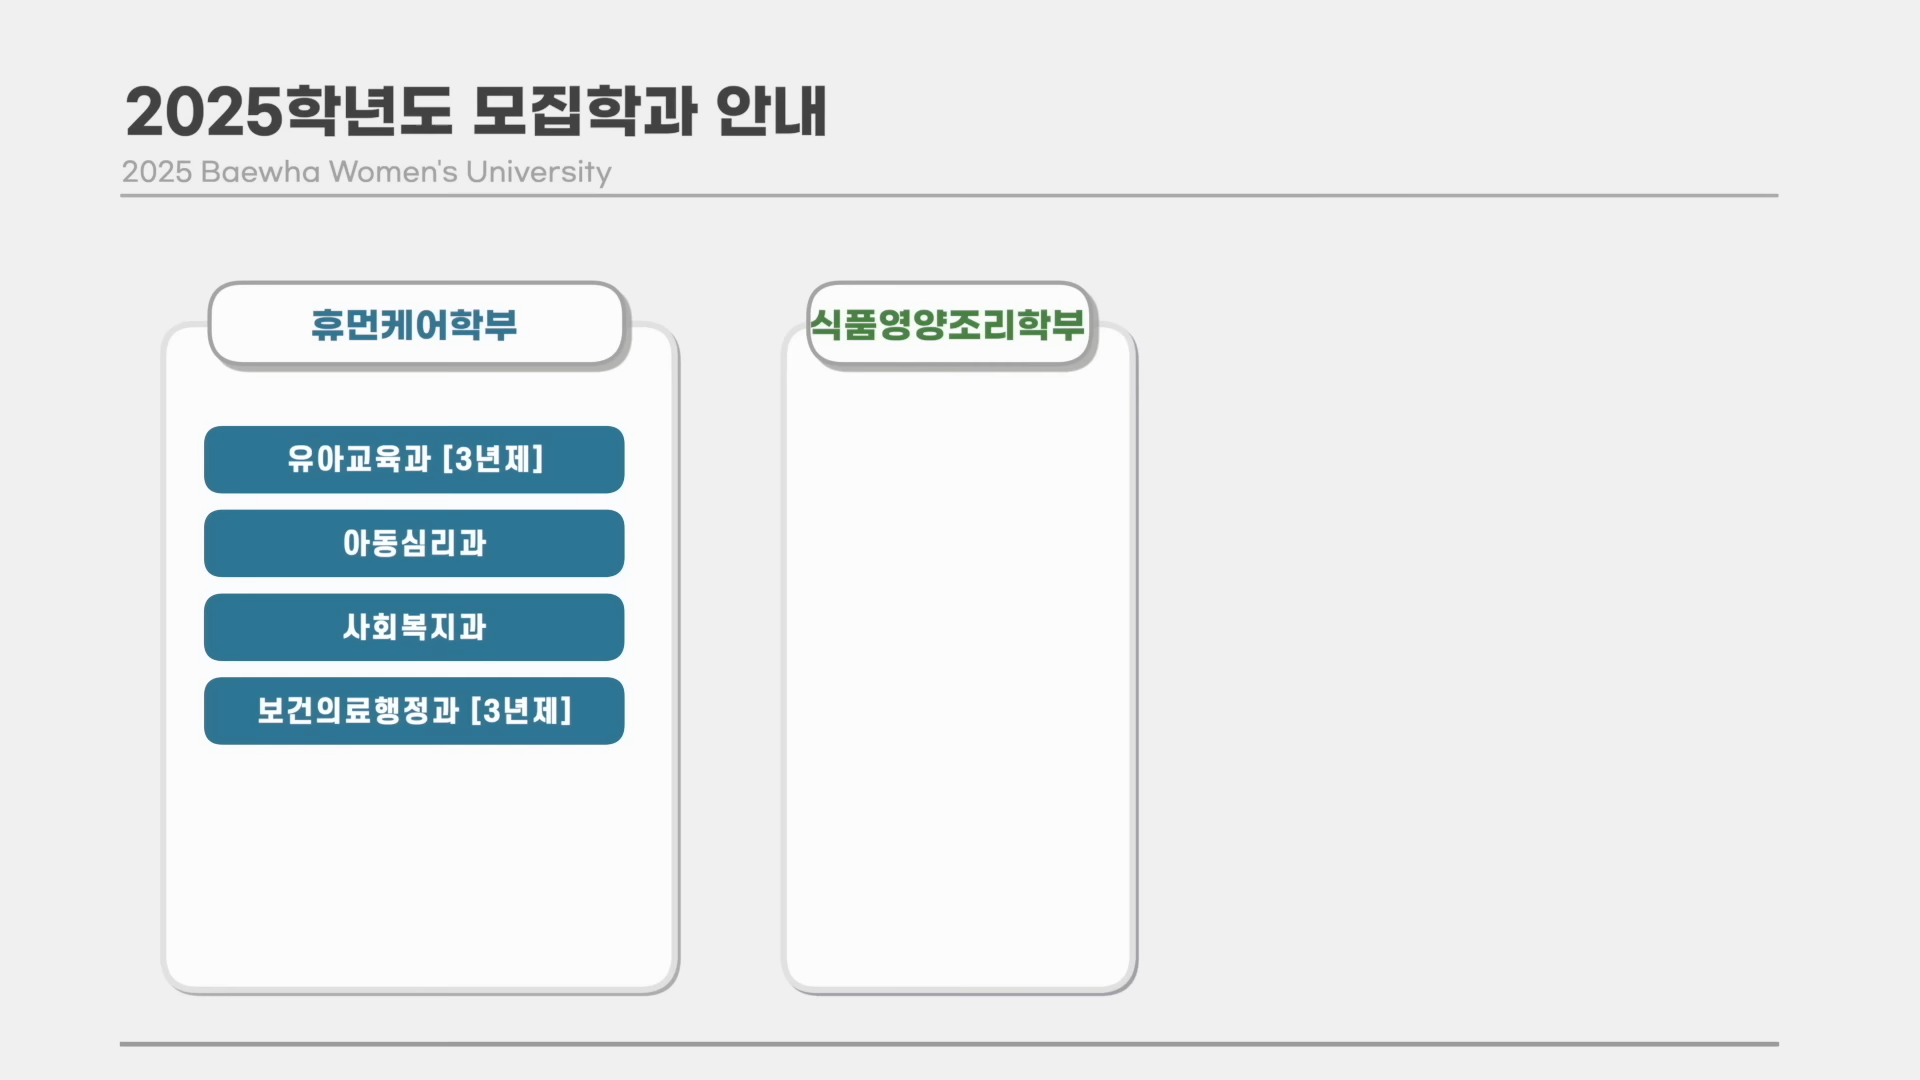 2025학년도 모집학과 안내
2025 Baewha Women's University
휴먼케어학부
유아교육과 [3년제]
아동심리과
사회복지과
보건의료행정과 [3년제]
식품영양조리학부